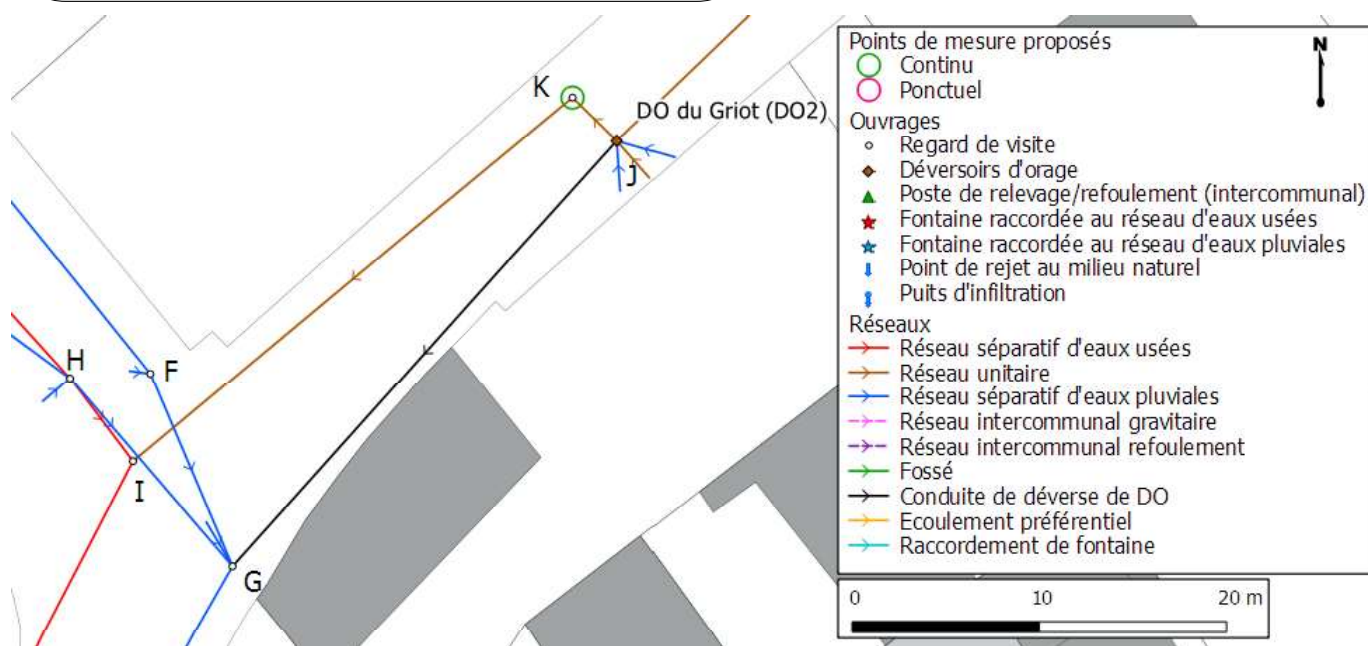 K
DO du Griot (DO2)
J
H
F
I
G
Points de mesure proposés
Continu
Ponctuel
N
Ouvrages
Regard de visite
Déversoirs d'orage
Poste de relevage/refoulement (intercommunal)
Fontaine raccordée au réseau d'eaux usées
Fontaine raccordée au réseau d'eaux pluviales
Point de rejet au milieu naturel
Puits d'infiltration
Réseaux
Réseau séparatif d'eaux usées
Réseau unitaire
Réseau séparatif d'eaux pluviales
Réseau intercommunal gravitaire
Réseau intercommunal refoulement
Fossé
Conduite de déverse de DO
Ecoulement préférentiel
Raccordement de fontaine
0 10 20 m